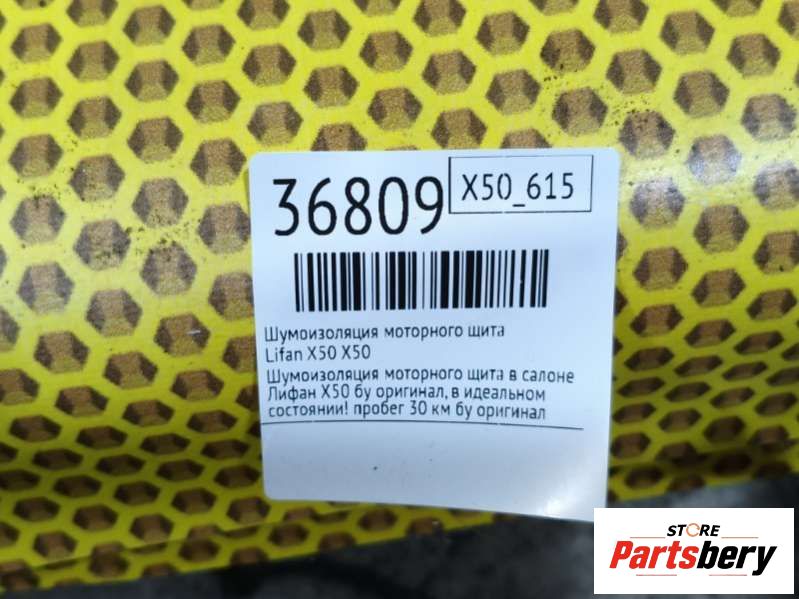 36809
X50_615
Шумоизоляция моторного щита
Lifan X50 X50
Шумоизоляция моторного щита в салоне
Лифан X50 бу оригинал, в идеальном
состоянии! пробег 30 км бу оригинал
STORE
Partsbery